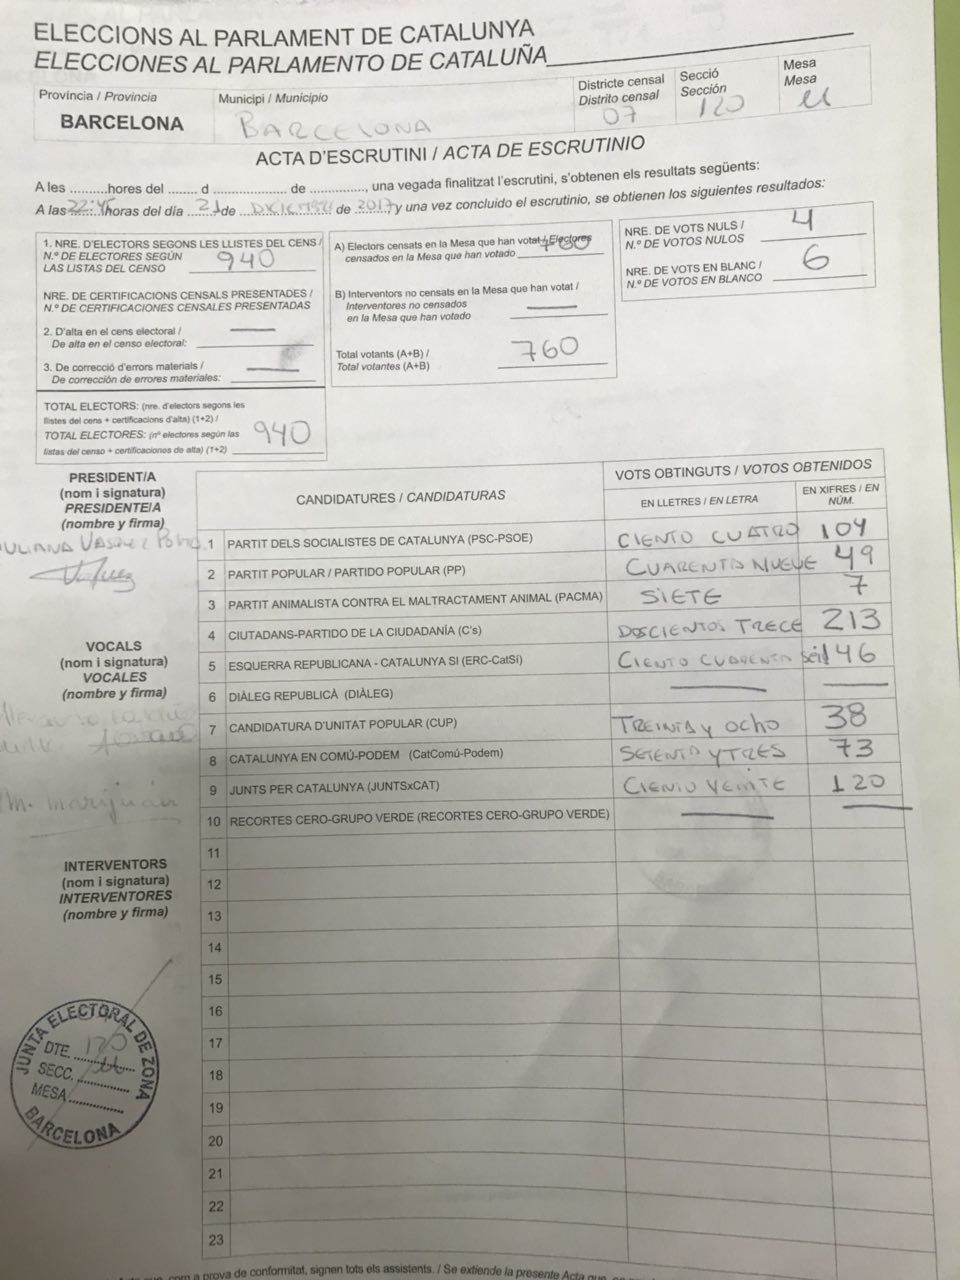 ELECCIONS AL PARLAMENT DE CATALUNYA
ELECCIONES AL PARLAMENTO DE CATALUÑA
Província / Provincia
BARCELONA
Municipi / Municipio
BARCELONA
Districte censal
Distrito censal
07
Secció
Sección
120
Mesa
Mesa
U
ACTA D'ESCRUTINI / ACTA DE ESCRUTINIO
A les ..........hores del ........ d ..................... de ..............., una vegada finalitzat l'escrutini, s'obtenen els resultats següents:
A las 22:45 horas del día 21 de DICIEMBRE de 2017 y una vez concluido el escrutinio, se obtienen los siguientes resultados:
1. NRE. D'ELECTORS SEGONS LES LLISTES DEL CENS /
N.º DE ELECTORES SEGÚN
LAS LISTAS DEL CENSO 940
NRE. DE CERTIFICACIONS CENSALS PRESENTADES /
N.º DE CERTIFICACIONES CENSALES PRESENTADAS
2. D'alta en el cens electoral /
De alta en el censo electoral: —
3. De correcció d'errors materials /
De corrección de errores materiales: —
TOTAL ELECTORS: (nre. d'electors segons les
llistes del cens + certificacions d'alta) (1+2) /
TOTAL ELECTORES: (nº electores según las
listas del censo + certificaciones de alta) (1+2) 940
A) Electors censats en la Mesa que han votat / Electores
censados en la Mesa que han votado 760
B) Interventors no censats en la Mesa que han votat /
Interventores no censados
en la Mesa que han votado —
Total votants (A+B) /
Total votantes (A+B) 760
NRE. DE VOTS NULS /
N.º DE VOTOS NULOS 4
NRE. DE VOTS EN BLANC /
N.º DE VOTOS EN BLANCO 6
PRESIDENT/A
(nom i signatura)
PRESIDENTE/A
(nombre y firma)
VOCALS
(nom i signatura)
VOCALES
(nombre y firma)
M. Marijuán
INTERVENTORS
(nom i signatura)
INTERVENTORES
(nombre y firma)
JUNTA ELECTORAL DE ZONA
DTE. 120
SECC.
MESA
BARCELONA
CANDIDATURES / CANDIDATURAS
VOTS OBTINGUTS / VOTOS OBTENIDOS
EN LLETRES / EN LETRA
EN XIFRES / EN NÚM.
1 PARTIT DELS SOCIALISTES DE CATALUNYA (PSC-PSOE) CIENTO CUATRO 104
2 PARTIT POPULAR / PARTIDO POPULAR (PP) CUARENTA NUEVE 49
3 PARTIT ANIMALISTA CONTRA EL MALTRACTAMENT ANIMAL (PACMA) SIETE 7
4 CIUTADANS-PARTIDO DE LA CIUDADANÍA (C's) DOSCIENTOS TRECE 213
5 ESQUERRA REPUBLICANA - CATALUNYA SI (ERC-CatSí) CIENTO CUARENTA Seis 146
6 DIÀLEG REPUBLICÀ (DIÀLEG) — —
7 CANDIDATURA D'UNITAT POPULAR (CUP) TREINTA y OCHO 38
8 CATALUNYA EN COMÚ-PODEM (CatComú-Podem) SETENTA Y TRES 73
9 JUNTS PER CATALUNYA (JUNTSxCAT) CIENTO VEINTE 120
10 RECORTES CERO-GRUPO VERDE (RECORTES CERO-GRUPO VERDE) — —
11
12
13
14
15
16
17
18
19
20
21
22
23
com a prova de conformitat, signen tots els assistents. / Se extiende la presente Acta que,